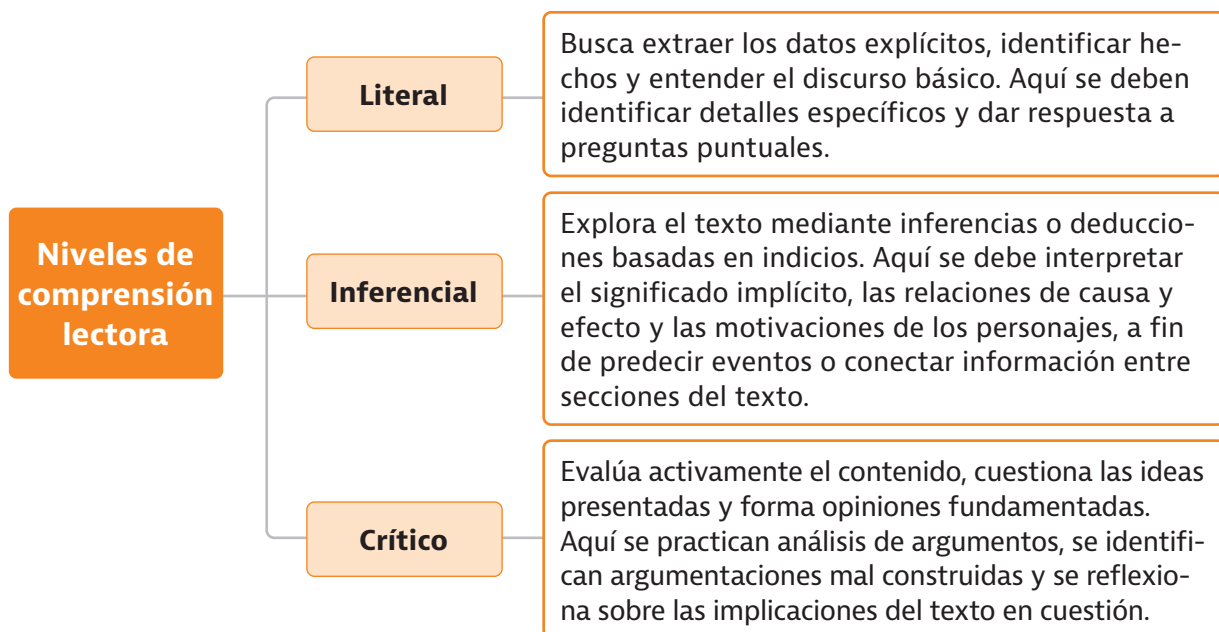 Niveles de
comprensión
lectora
Literal
Busca extraer los datos explícitos, identificar he-
chos y entender el discurso básico. Aquí se deben
identificar detalles específicos y dar respuesta a
preguntas puntuales.
Inferencial
Explora el texto mediante inferencias o deduccio-
nes basadas en indicios. Aquí se debe interpretar
el significado implícito, las relaciones de causa y
efecto y las motivaciones de los personajes, a fin
de predecir eventos o conectar información entre
secciones del texto.
Crítico
Evalúa activamente el contenido, cuestiona las ideas
presentadas y forma opiniones fundamentadas.
Aquí se practican análisis de argumentos, se identifi-
can argumentaciones mal construidas y se reflexio-
na sobre las implicaciones del texto en cuestión.